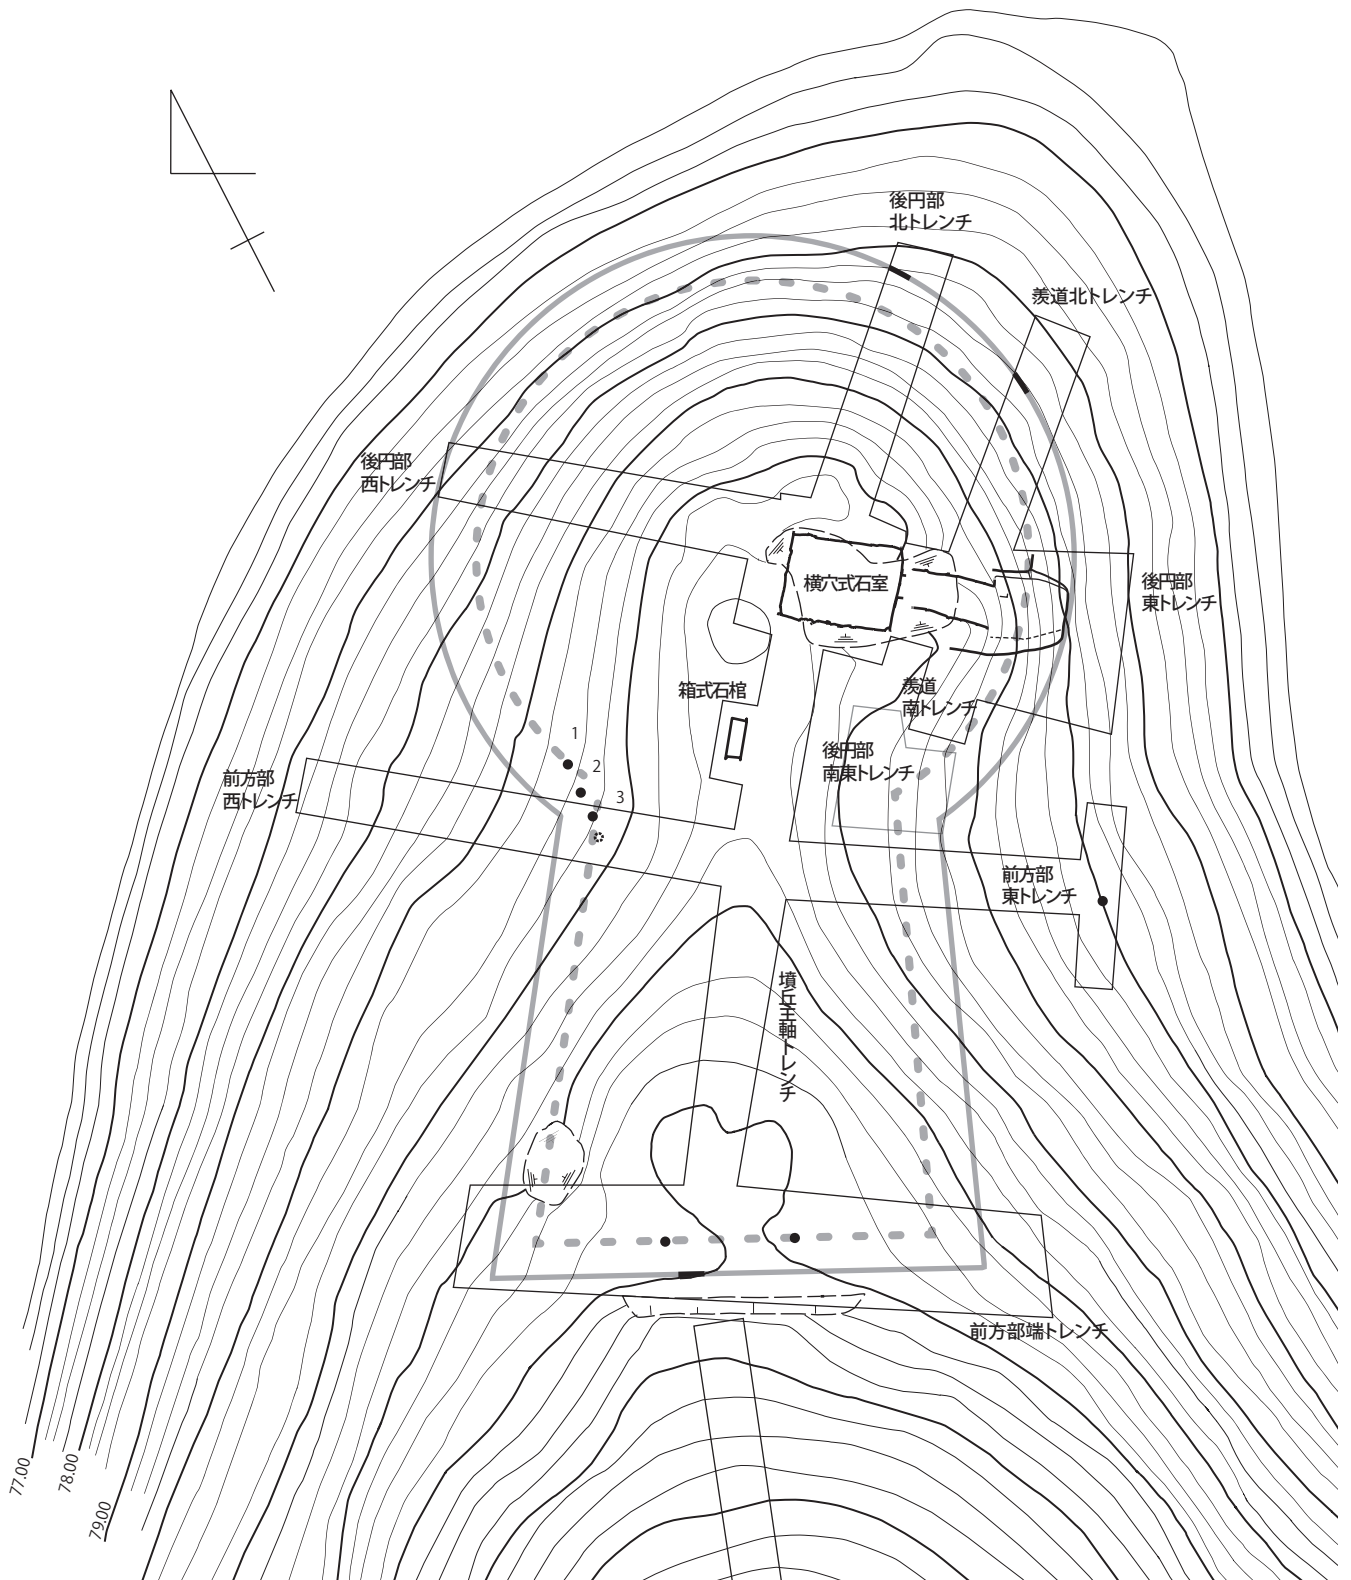 後円部
北トレンチ
羨道北トレンチ
後円部
西トレンチ
横穴式石室
後円部
東トレンチ
箱式石棺
羨道
南トレンチ
1
2
3
後円部
南東トレンチ
前方部
西トレンチ
前方部
東トレンチ
墳丘主軸トレンチ
前方部端トレンチ
77.00
78.00
79.00